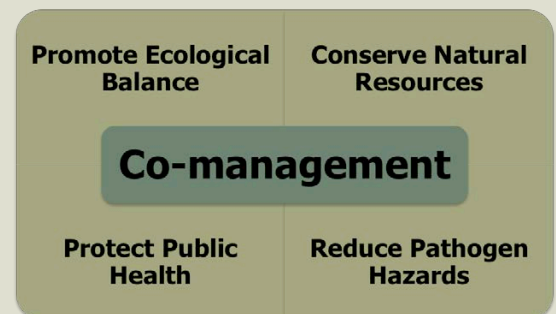 Promote Ecological
Balance
Conserve Natural
Resources
Co-management
Protect Public
Health
Reduce Pathogen
Hazards